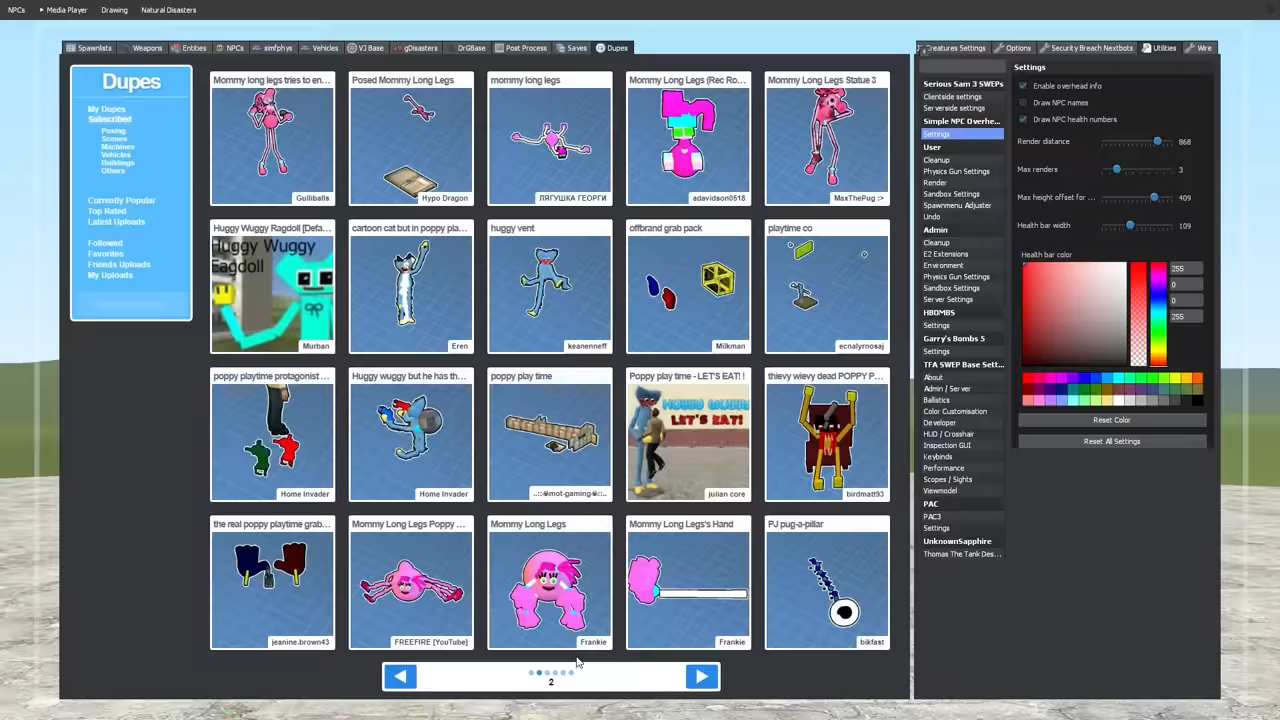 NPCs Media Player Drawing Natural Disasters
Spawnlists Weapons Entities NPCs simfphys Vehicles VJ Base gDisasters DrGBase Post Process Saves Dupes
Creatures Settings Options Security Breach Nextbots Utilities Wire
Dupes
My Dupes
Subscribed
Posing
Scenes
Machines
Vehicles
Buildings
Others
Currently Popular
Top Rated
Latest Uploads
Followed
Favorites
Friends Uploads
My Uploads
Mommy long legs tries to en...
Gulliballs
Posed Mommy Long Legs
Hypo Dragon
mommy long legs
ЛЯГУШКА ГЕОРГИ
Mommy Long Legs (Rec Ro...
adavidson0518
Mommy Long Legs Statue 3
MaxThePug :>
Huggy Wuggy Ragdoll [Defa...
Huggy Wuggy
Ragdoll
Murban
cartoon cat but in poppy pla...
Eren
huggy vent
keanenneff
offbrand grab pack
Milkman
playtime co
ecnalyrnosaj
poppy playtime protagonist ...
Home Invader
Huggy wuggy but he has th...
Home Invader
poppy play time
Poppy play time - LET'S EAT! !
HUGGY WUGGY
LET'S EAT!
julian core
thievy wievy dead POPPY P...
birdmatt93
the real poppy playtime grab...
jeanine.brown43
Mommy Long Legs Poppy ...
FREEFIRE [YouTube]
Mommy Long Legs
Frankie
Mommy Long Legs's Hand
Frankie
PJ pug-a-pillar
bikfast
2
Serious Sam 3 SWEPs
Clientside settings
Serverside settings
Simple NPC Overhe...
Settings
User
Cleanup
Physics Gun Settings
Render
Sandbox Settings
Spawnmenu Adjuster
Undo
Admin
Cleanup
E2 Extensions
Environment
Physics Gun Settings
Sandbox Settings
Server Settings
HBOMBS
Settings
Garry's Bombs 5
Settings
TFA SWEP Base Sett...
About
Admin / Server
Ballistics
Color Customisation
Developer
HUD / Crosshair
Inspection GUI
Keybinds
Performance
Scopes / Sights
Viewmodel
PAC
PAC3
Settings
UnknownSapphire
Thomas The Tank Des...
Settings
Enable overhead info
Draw NPC names
Draw NPC health numbers
Render distance 868
Max renders 3
Max height offset for ... 409
Health bar width 109
Health bar color
255
0
0
255
Reset Color
Reset All Settings